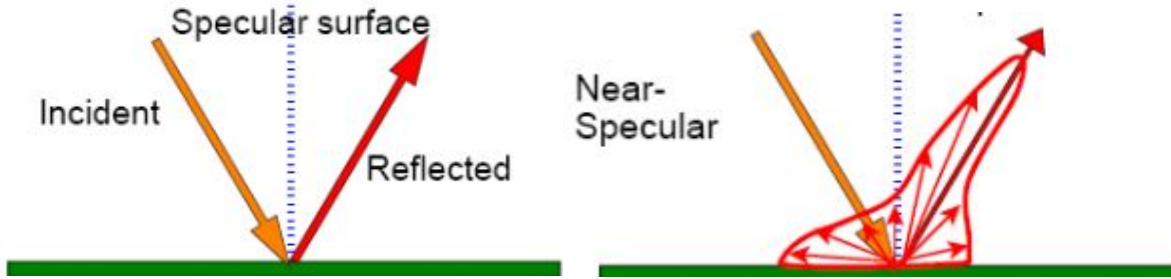 Specular surface
Incident
Reflected
Near-
Specular